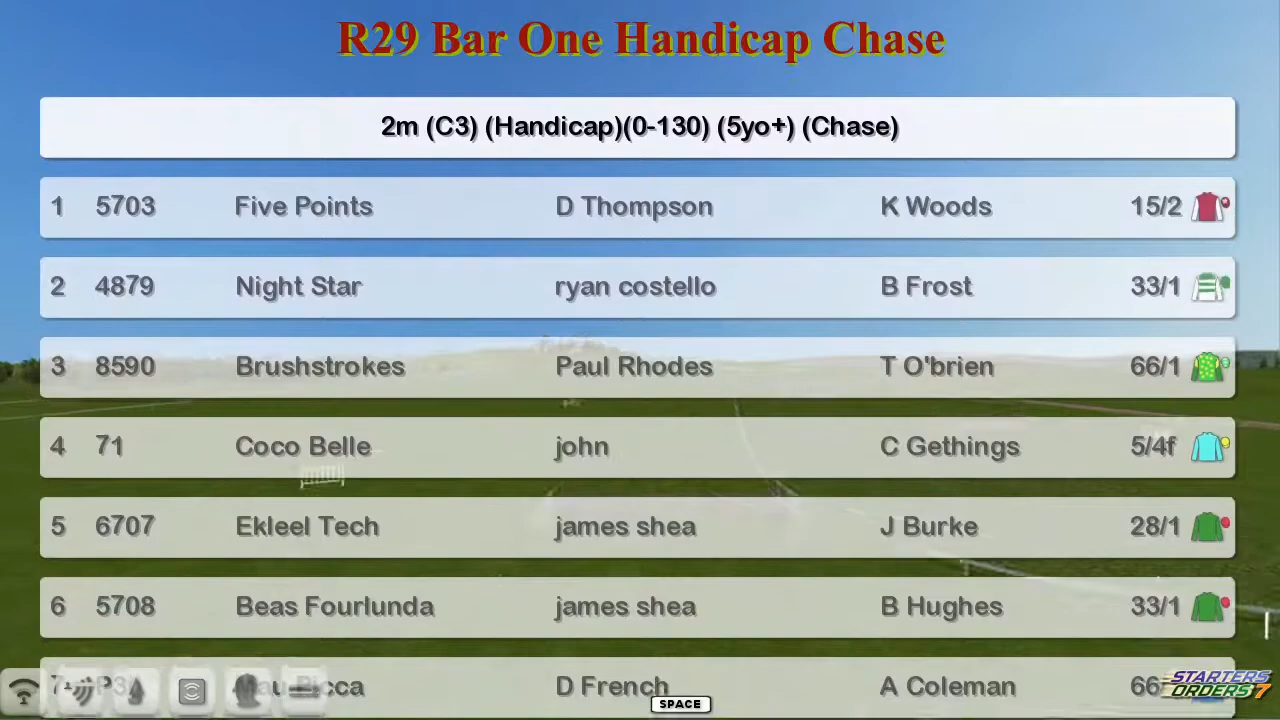 R29 Bar One Handicap Chase
2m (C3) (Handicap)(0-130) (5yo+) (Chase)
1 5703 Five Points D Thompson K Woods 15/2
2 4879 Night Star ryan costello B Frost 33/1
3 8590 Brushstrokes Paul Rhodes T O'brien 66/1
4 71 Coco Belle john C Gethings 5/4f
5 6707 Ekleel Tech james shea J Burke 28/1
6 5708 Beas Fourlunda james shea B Hughes 33/1
7 D French A Coleman
SPACE
STARTERS ORDERS 7